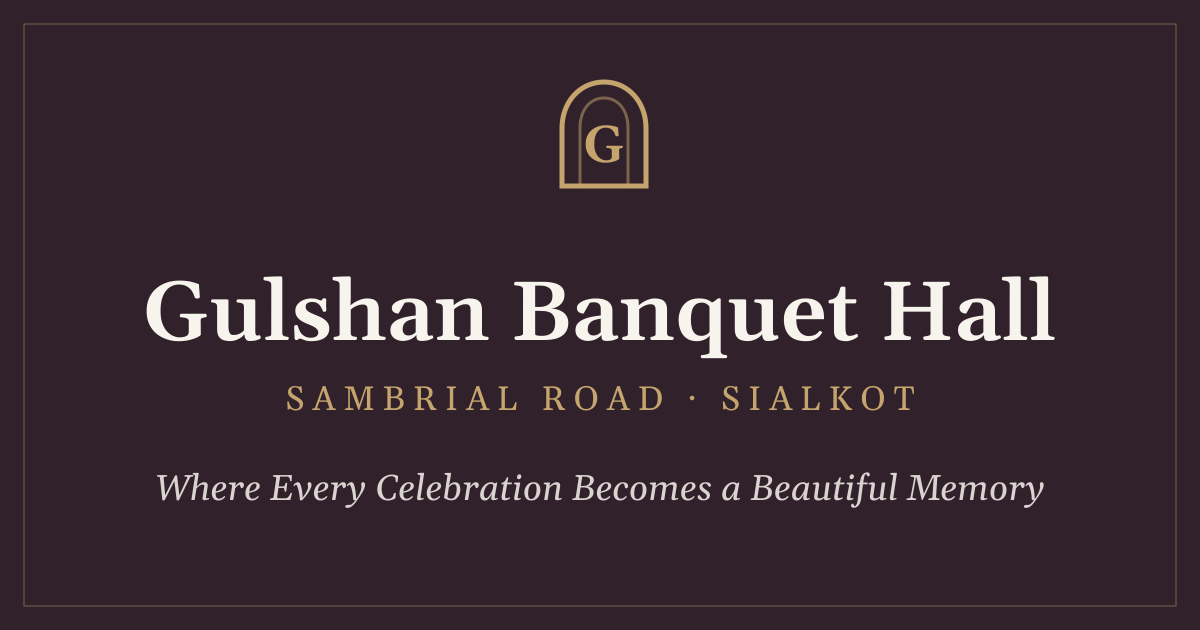 G
Gulshan Banquet Hall
SAMBRIAL ROAD · SIALKOT
Where Every Celebration Becomes a Beautiful Memory